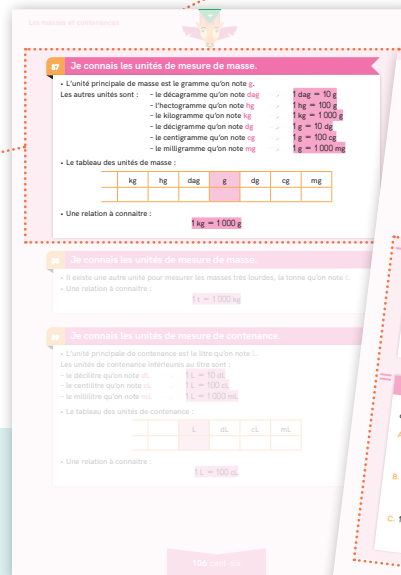 Les masses et contenances
87 Je connais les unités de mesure de masse.
• L'unité principale de masse est le gramme qu'on note g.
Les autres unités sont : – le décagramme qu'on note dag 1 dag = 10 g
– l'hectogramme qu'on note hg 1 hg = 100 g
– le kilogramme qu'on note kg 1 kg = 1 000 g
– le décigramme qu'on note dg 1 g = 10 dg
– le centigramme qu'on note cg 1 g = 100 cg
– le milligramme qu'on note mg 1 g = 1 000 mg
• Le tableau des unités de masse :
kg hg dag g dg cg mg
• Une relation à connaitre :
1 kg = 1 000 g
Je connais les unités de mesure de masse.
• Il existe une autre unité pour mesurer les masses très lourdes, la tonne qu'on note t.
• Une relation à connaitre :
1 t = 1 000 kg
Je connais les unités de mesure de contenance.
• L'unité principale de contenance est le litre qu'on note L.
Les unités de contenance inférieures au litre sont :
– le décilitre qu'on note dL 1 L = 10 dL
– le centilitre qu'on note cL 1 L = 100 cL
– le millilitre qu'on note mL 1 L = 1 000 mL
• Le tableau des unités de contenance :
L dL cL mL
• Une relation à connaitre :
1 L = 100 cL
106 cent-six
A.
B.
C.